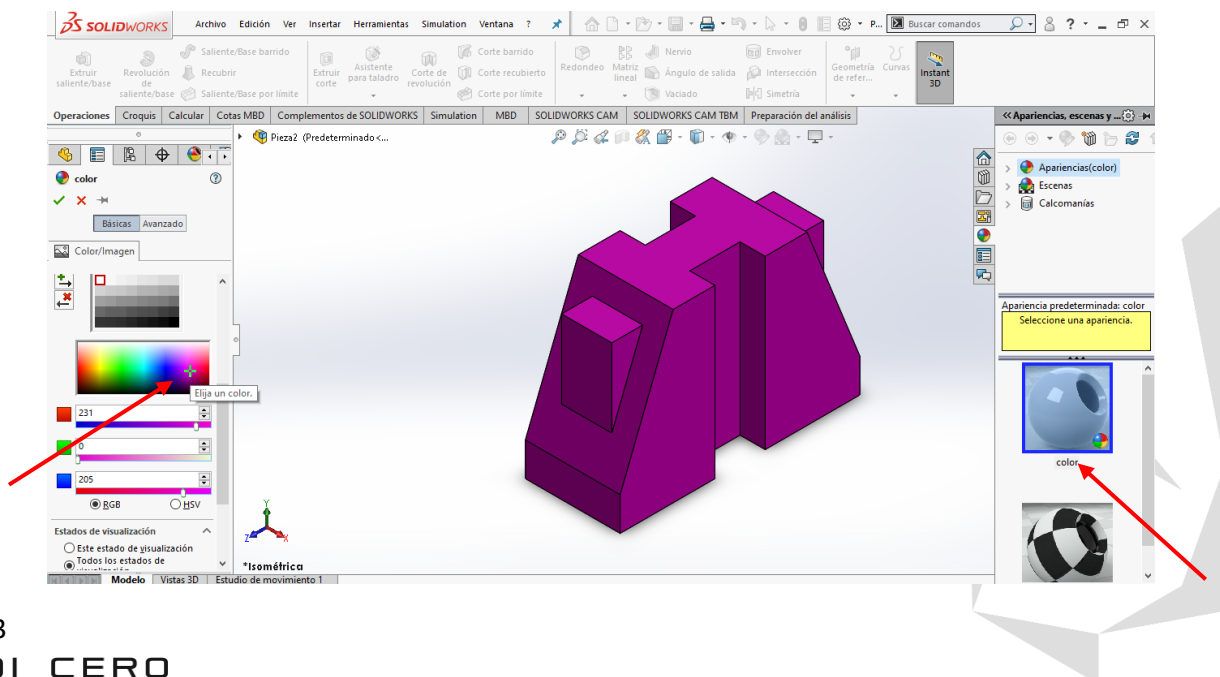 SOLIDWORKS Archivo Edición Ver Insertar Herramientas Simulation Ventana ? P... Buscar comandos ?
Extruir saliente/base
Revolución de saliente/base
Saliente/Base barrido
Recubrir
Saliente/Base por límite
Extruir corte
Asistente para taladro
Corte de revolución
Corte barrido
Corte recubierto
Corte por límite
Redondeo
Matriz lineal
Nervio
Ángulo de salida
Vaciado
Envolver
Intersección
Simetría
Geometría de refer...
Curvas
Instant 3D
Operaciones Croquis Calcular Cotas MBD Complementos de SOLIDWORKS Simulation MBD SOLIDWORKS CAM SOLIDWORKS CAM TBM Preparación del análisis
Pieza2 (Predeterminado<...
color
Básicas Avanzado
Color/Imagen
Elija un color.
231
0
205
RGB HSV
Estados de visualización
Este estado de visualización
Todos los estados de
visualización
Y
Z X
*Isométrica
Modelo Vistas 3D Estudio de movimiento 1
Apariencias, escenas y ...
Apariencias(color)
Escenas
Calcomanías
Apariencia predeterminada: color
Seleccione una apariencia.
color
CERO